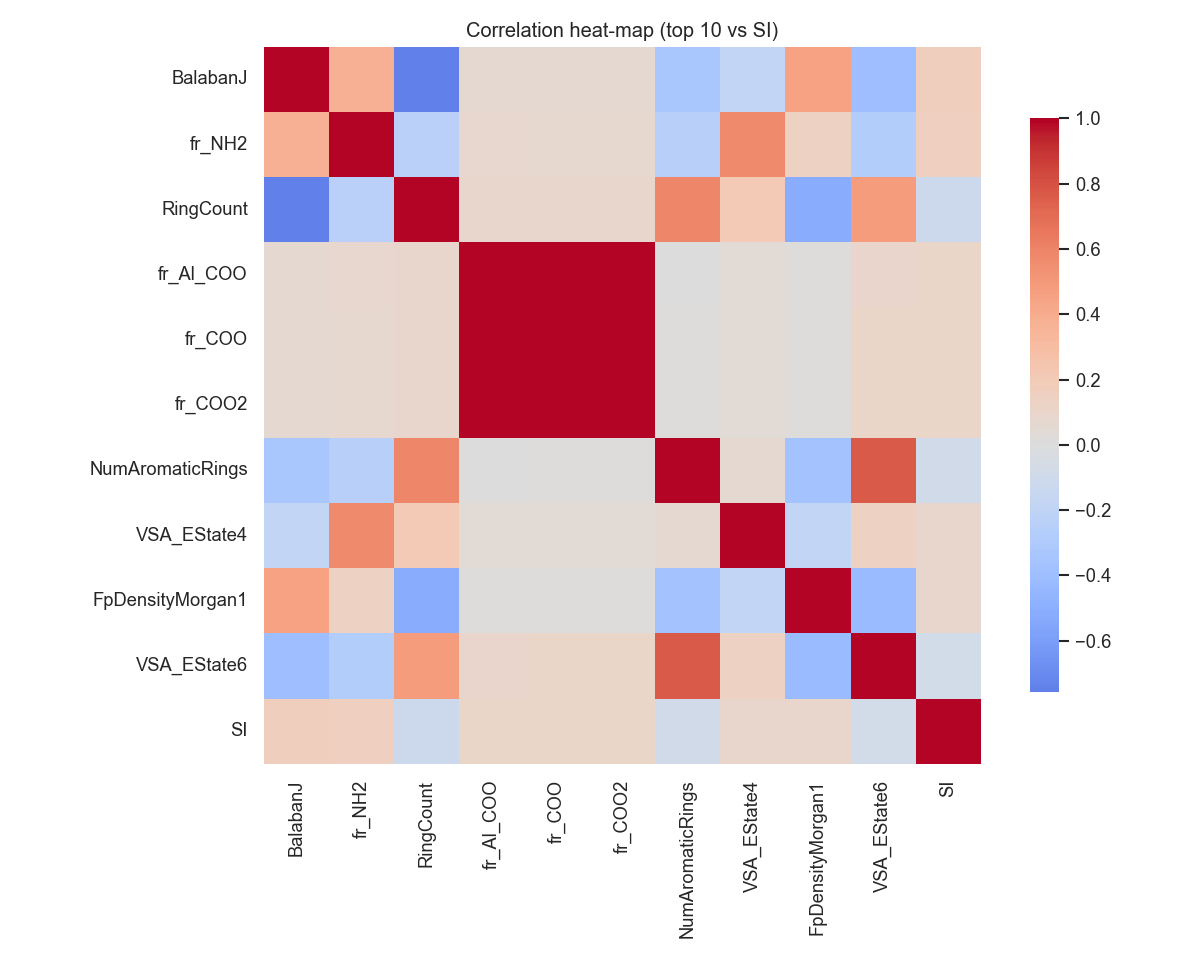 Correlation heat-map (top 10 vs SI)
BalabanJ
fr_NH2
RingCount
fr_Al_COO
fr_COO
fr_COO2
NumAromaticRings
VSA_EState4
FpDensityMorgan1
VSA_EState6
SI
BalabanJ
fr_NH2
RingCount
fr_Al_COO
fr_COO
fr_COO2
NumAromaticRings
VSA_EState4
FpDensityMorgan1
VSA_EState6
SI
1.0
0.8
0.6
0.4
0.2
0.0
−0.2
−0.4
−0.6